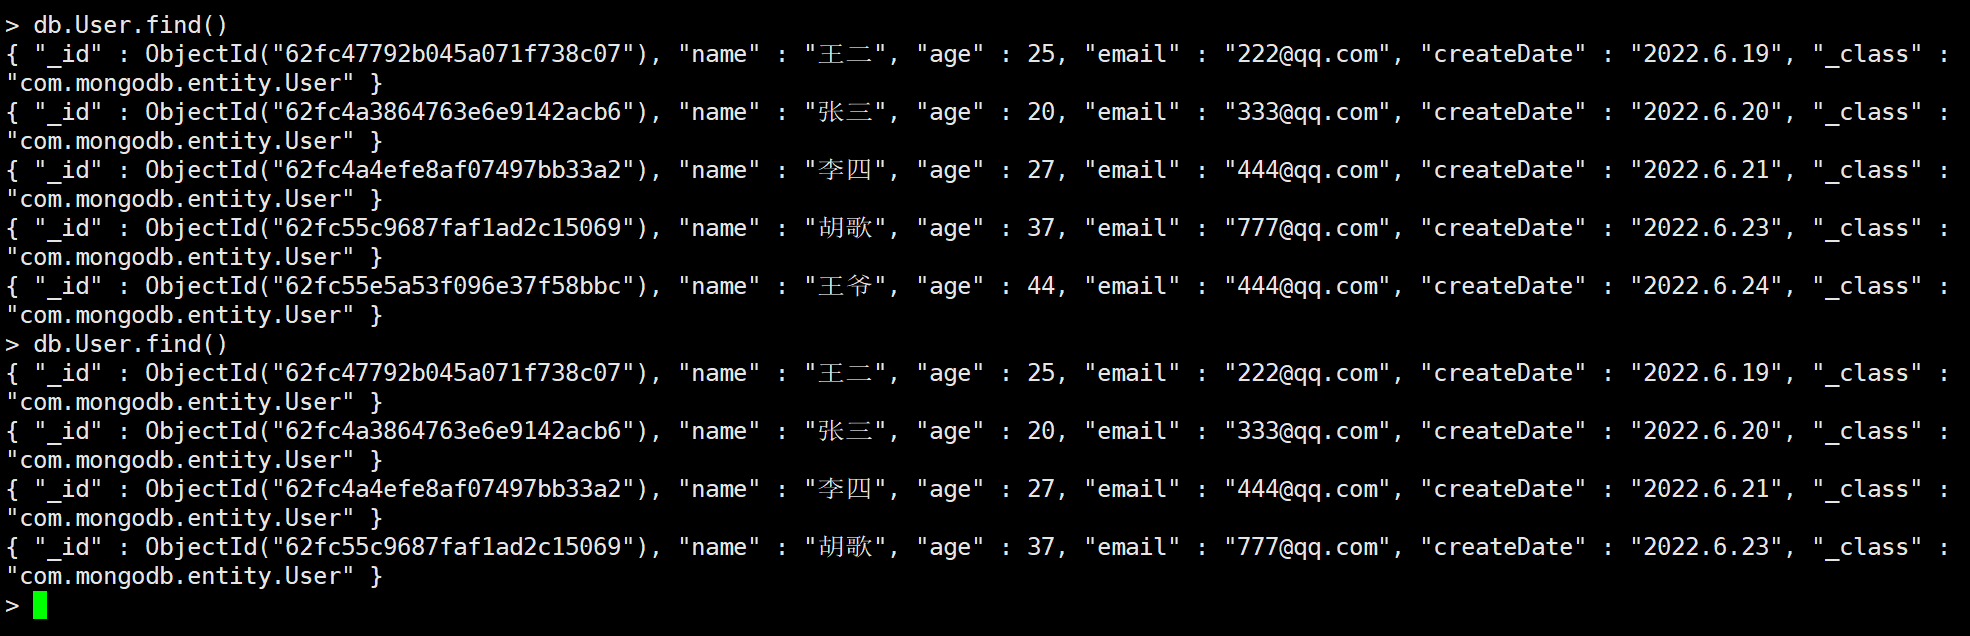 > db.User.find()
{ "_id" : ObjectId("62fc47792b045a071f738c07"), "name" : "王二", "age" : 25, "email" : "222@qq.com", "createDate" : "2022.6.19", "_class" :
"com.mongodb.entity.User" }
{ "_id" : ObjectId("62fc4a3864763e6e9142acb6"), "name" : "张三", "age" : 20, "email" : "333@qq.com", "createDate" : "2022.6.20", "_class" :
"com.mongodb.entity.User" }
{ "_id" : ObjectId("62fc4a4efe8af07497bb33a2"), "name" : "李四", "age" : 27, "email" : "444@qq.com", "createDate" : "2022.6.21", "_class" :
"com.mongodb.entity.User" }
{ "_id" : ObjectId("62fc55c9687faf1ad2c15069"), "name" : "胡歌", "age" : 37, "email" : "777@qq.com", "createDate" : "2022.6.23", "_class" :
"com.mongodb.entity.User" }
{ "_id" : ObjectId("62fc55e5a53f096e37f58bbc"), "name" : "王爷", "age" : 44, "email" : "444@qq.com", "createDate" : "2022.6.24", "_class" :
"com.mongodb.entity.User" }
> db.User.find()
{ "_id" : ObjectId("62fc47792b045a071f738c07"), "name" : "王二", "age" : 25, "email" : "222@qq.com", "createDate" : "2022.6.19", "_class" :
"com.mongodb.entity.User" }
{ "_id" : ObjectId("62fc4a3864763e6e9142acb6"), "name" : "张三", "age" : 20, "email" : "333@qq.com", "createDate" : "2022.6.20", "_class" :
"com.mongodb.entity.User" }
{ "_id" : ObjectId("62fc4a4efe8af07497bb33a2"), "name" : "李四", "age" : 27, "email" : "444@qq.com", "createDate" : "2022.6.21", "_class" :
"com.mongodb.entity.User" }
{ "_id" : ObjectId("62fc55c9687faf1ad2c15069"), "name" : "胡歌", "age" : 37, "email" : "777@qq.com", "createDate" : "2022.6.23", "_class" :
"com.mongodb.entity.User" }
>